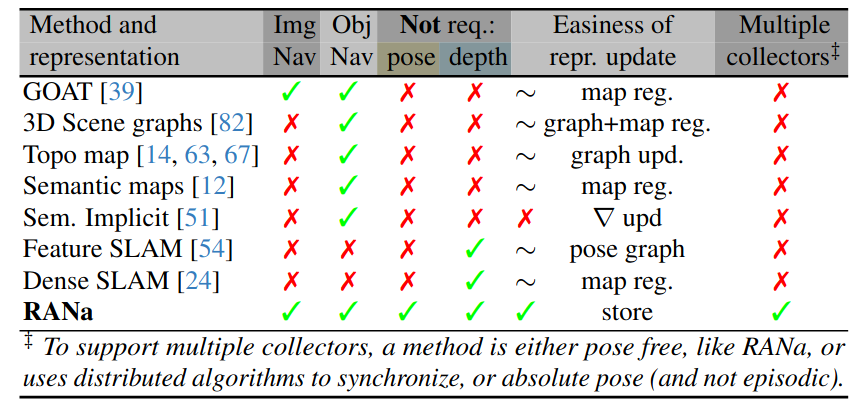 Method and Img Obj Not req.: Easiness of Multiple
representation Nav Nav pose depth repr. update collectors‡
GOAT [39] ✓ ✓ ✗ ✗ ~ map reg. ✗
3D Scene graphs [82] ✗ ✓ ✗ ✗ ~ graph+map reg. ✗
Topo map [14, 63, 67] ✗ ✓ ✗ ✗ ~ graph upd. ✗
Semantic maps [12] ✗ ✓ ✗ ✗ ~ map reg. ✗
Sem. Implicit [51] ✗ ✓ ✗ ✗ ✗ ∇ upd ✗
Feature SLAM [54] ✗ ✗ ✗ ✓ ~ pose graph ✗
Dense SLAM [24] ✗ ✗ ✗ ✓ ~ map reg. ✗
RANa ✓ ✓ ✓ ✓ ✓ store ✓
‡ To support multiple collectors, a method is either pose free, like RANa, or
uses distributed algorithms to synchronize, or absolute pose (and not episodic).